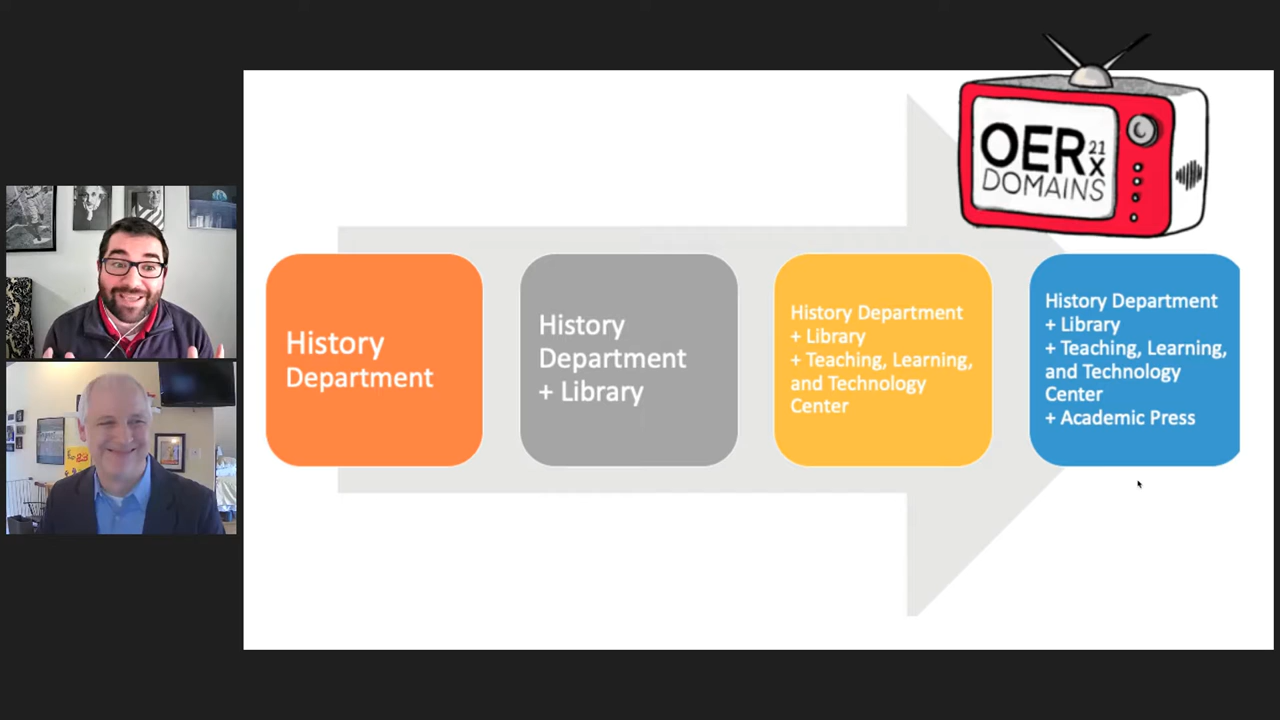 OER
21
x
DOMAINS
History
Department
History
Department
+ Library
History Department
+ Library
+ Teaching, Learning,
and Technology
Center
History Department
+ Library
+ Teaching, Learning,
and Technology
Center
+ Academic Press